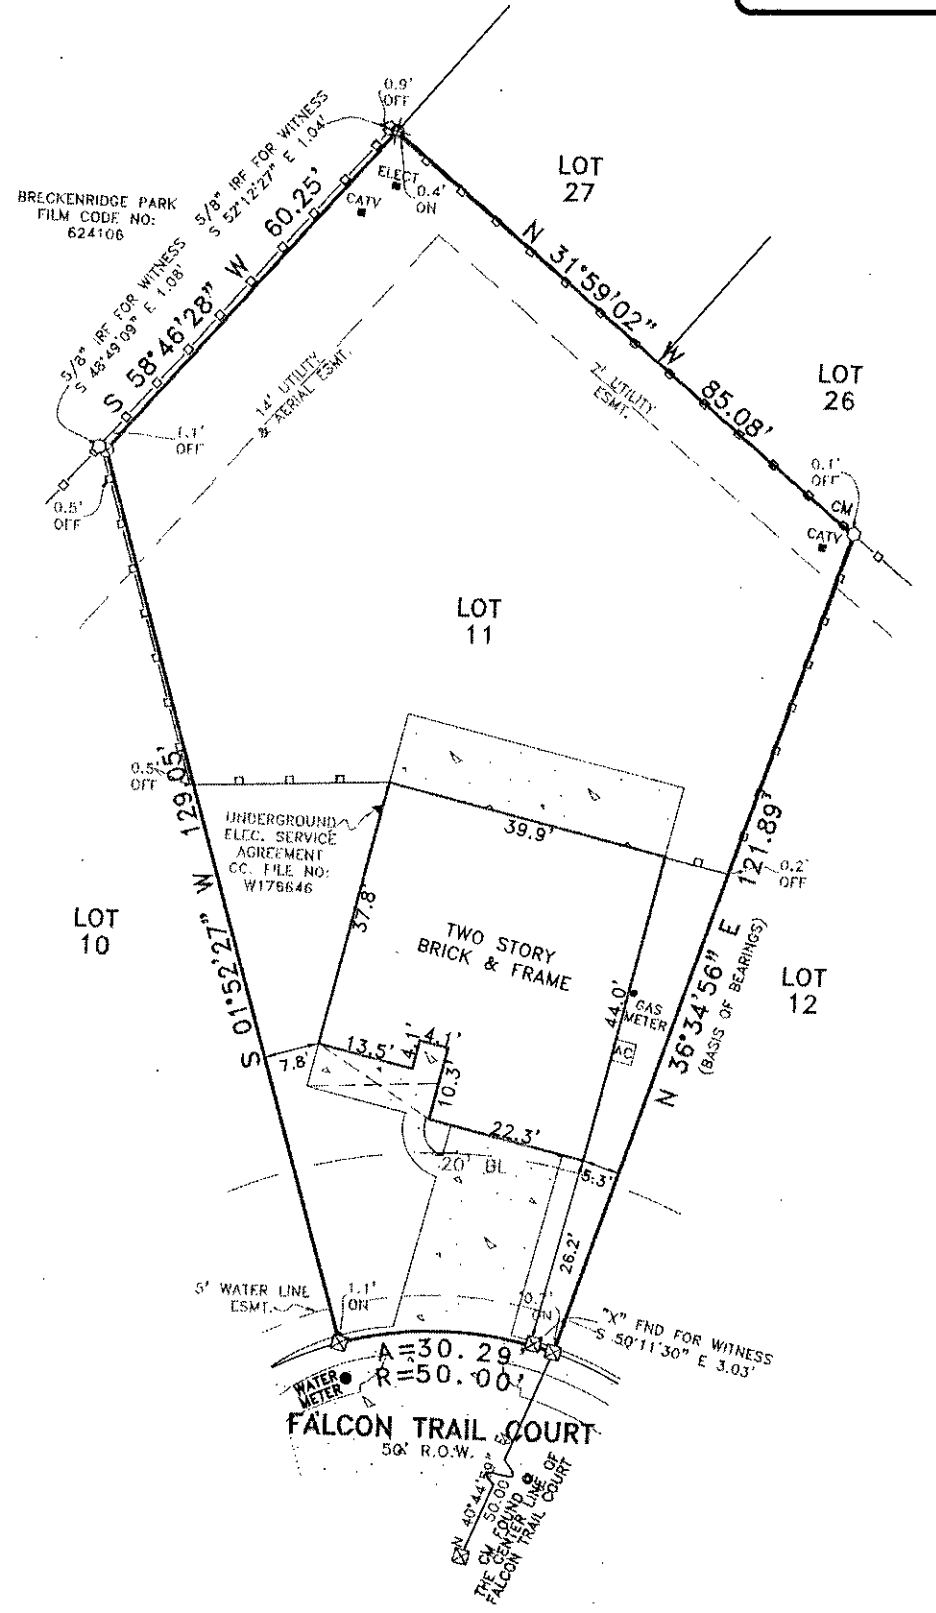 0.9'
OFF
5/8" IRF FOR WITNESS
S 52°12'27" E 1.04'
LOT
27
BRECKENRIDGE PARK
FILM CODE NO:
624106
ELECT
CATV
0.4'
ON
S 58°46'28" W 60.25'
5/8" IRF FOR WITNESS
S 48°49'09" E 1.08'
N 31°59'02" W 85.08'
14' UTILITY
& AERIAL ESMT.
UTILITY
ESMT.
LOT
26
1.1'
OFF
0.5'
OFF
0.1'
OFF
CM
CATV
LOT
11
129.05'
0.5'
OFF
UNDERGROUND
ELEC. SERVICE
AGREEMENT
CC. FILE NO:
W176646
39.9'
121.89'
0.2'
OFF
37.8'
LOT
10
S 01°52'27" W
TWO STORY
BRICK & FRAME
N 36°34'56" E
(BASIS OF BEARINGS)
LOT
12
44.0'
GAS
METER
A.C
7.8'
13.5'
4.1'
4.1'
10.3'
22.3'
20' BL
5.3'
26.2'
5' WATER LINE
ESMT.
1.1'
ON
ON
"X" FND FOR WITNESS
S 50°11'30" E 3.03'
A=30.29'
R=50.00'
WATER
METER
FALCON TRAIL COURT
50' R.O.W.
N 40°44'59" E
50.00'
THE CM FOUND @
THE CENTER LINE OF
FALCON TRAIL COURT